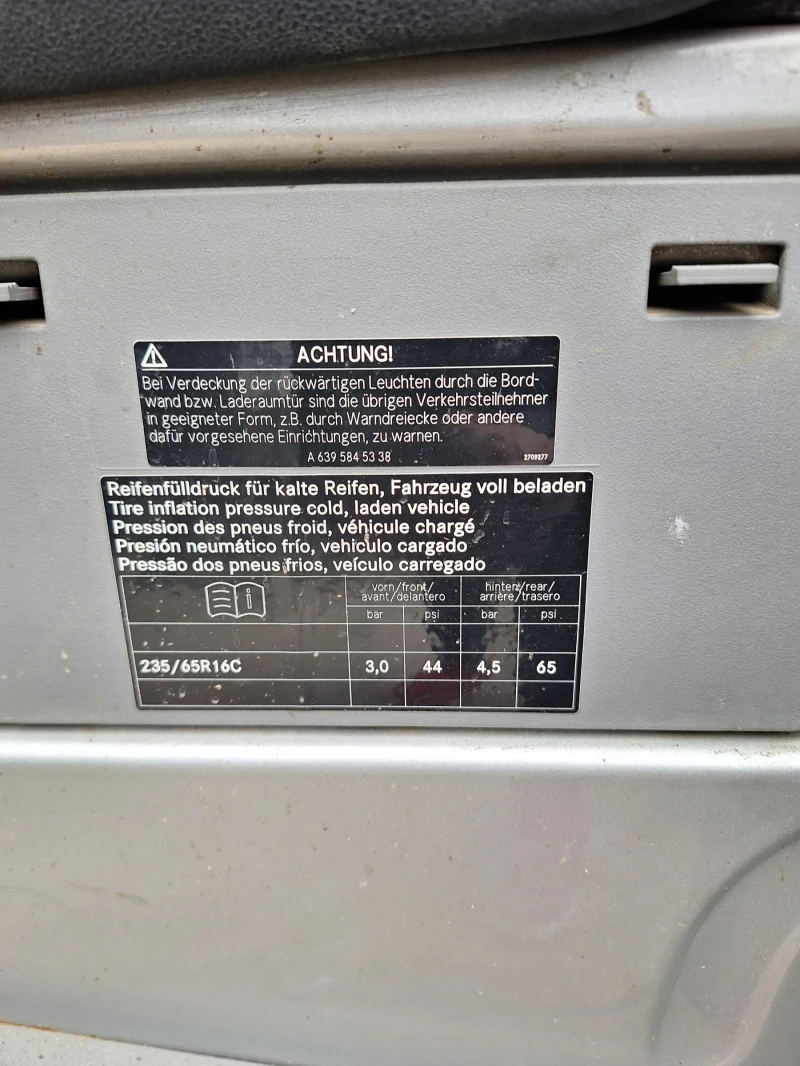 ACHTUNG!
Bei Verdeckung der rückwärtigen Leuchten durch die Bord-
wand bzw. Laderaumtür sind die übrigen Verkehrsteilnehmer
in geeigneter Form, z.B. durch Warndreiecke oder andere
dafür vorgesehene Einrichtungen, zu warnen.
A 639 584 53 38 2709277
Reifenfülldruck für kalte Reifen, Fahrzeug voll beladen
Tire inflation pressure cold, laden vehicle
Pression des pneus froid, véhicule chargé
Presión neumático frío, vehiculo cargado
Pressão dos pneus frios, veículo carregado
vorn/front/ hinten/rear/
avant/delantero arrière/trasero
bar psi bar psi
235/65R16C 3,0 44 4,5 65